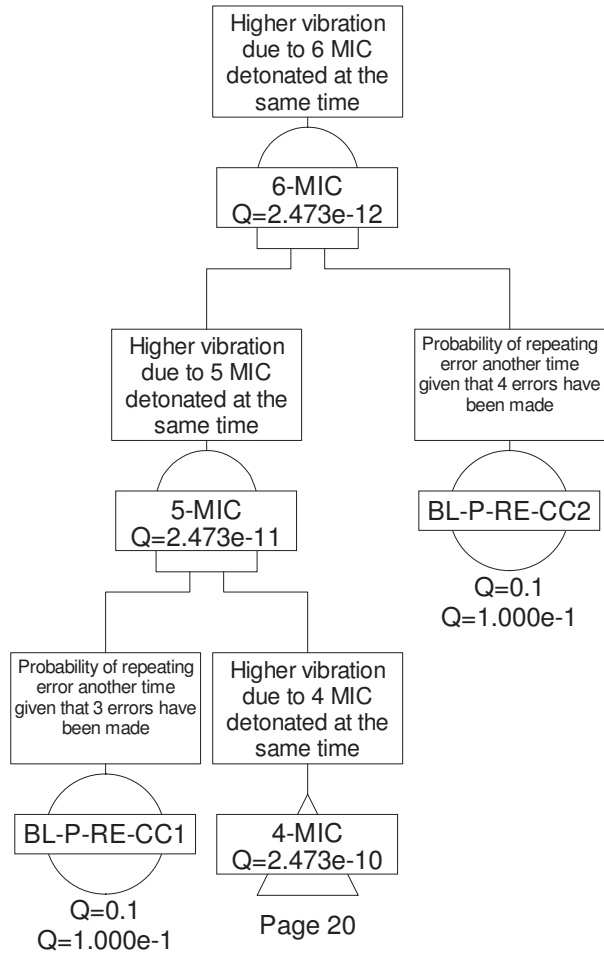 Higher vibration
due to 6 MIC
detonated at the
same time
6-MIC
Q=2.473e-12
Higher vibration
due to 5 MIC
detonated at the
same time
5-MIC
Q=2.473e-11
Probability of repeating
error another time
given that 4 errors have
been made
BL-P-RE-CC2
Q=0.1
Q=1.000e-1
Probability of repeating
error another time
given that 3 errors have
been made
BL-P-RE-CC1
Q=0.1
Q=1.000e-1
Higher vibration
due to 4 MIC
detonated at the
same time
4-MIC
Q=2.473e-10
Page 20